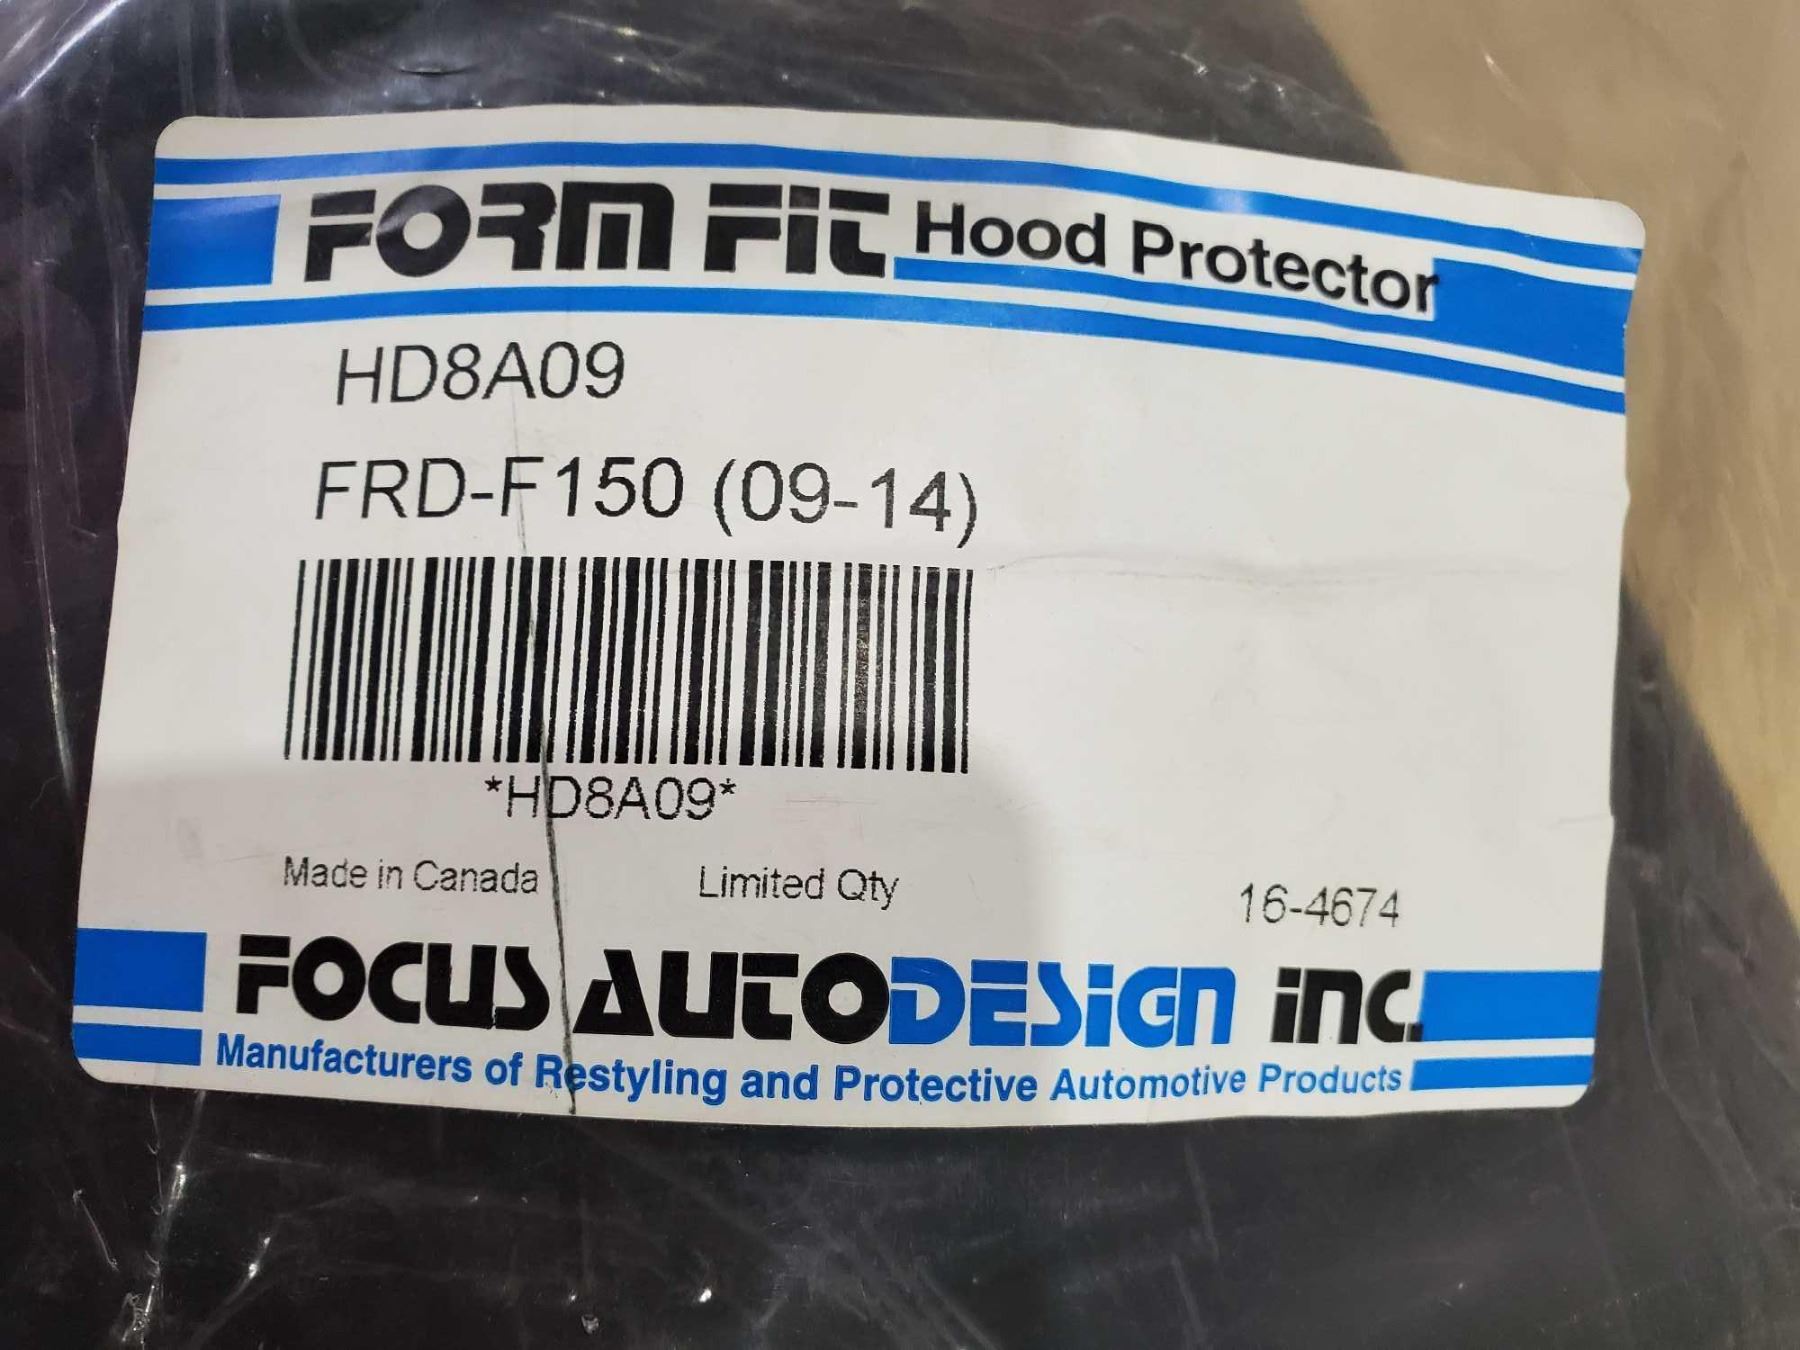 FORM FIT Hood Protector
HD8A09
FRD-F150 (09-14)
*HD8A09*
Made in Canada Limited Qty 16-4674
FOCUS AUTODESIGN INC.
Manufacturers of Restyling and Protective Automotive Products